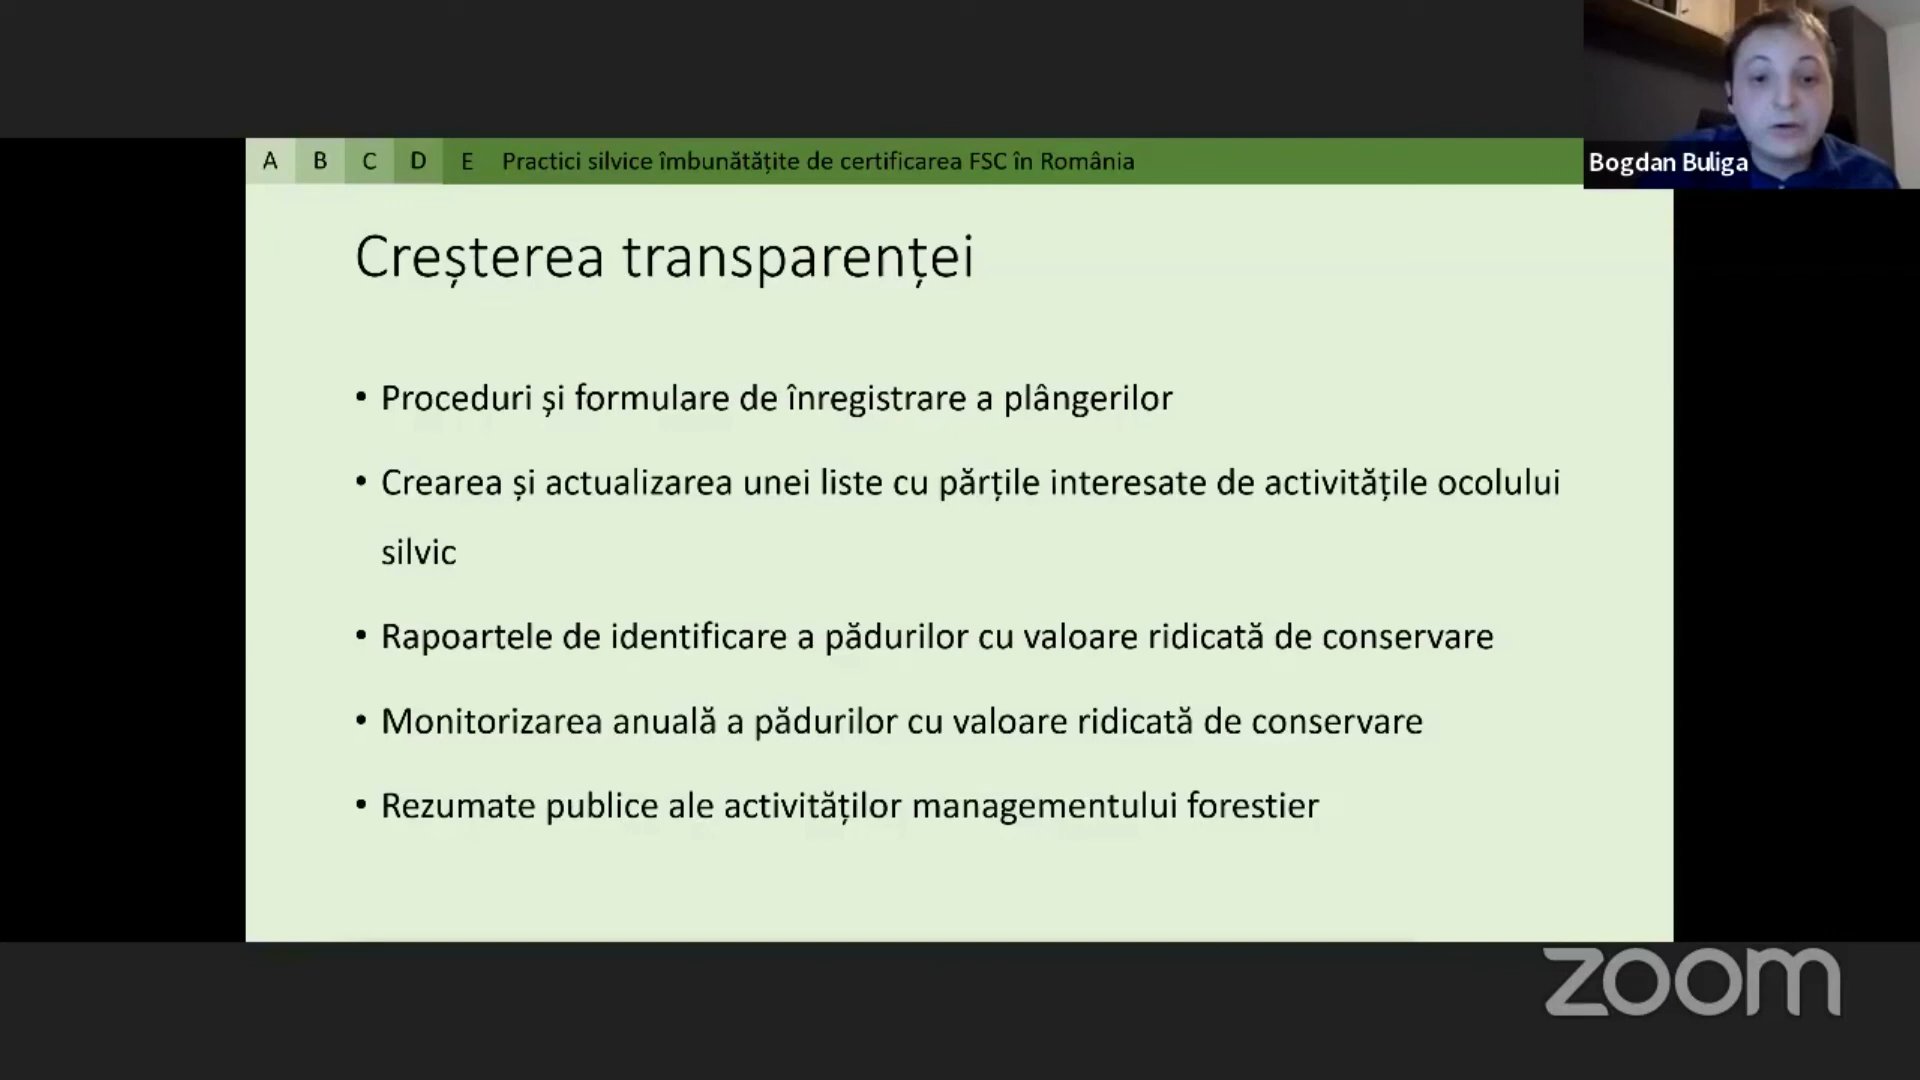 A B C D E Practici silvice îmbunătățite de certificarea FSC în România
Bogdan Buliga
Creșterea transparenței
• Proceduri și formulare de înregistrare a plângerilor
• Crearea și actualizarea unei liste cu părțile interesate de activitățile ocolului
silvic
• Rapoartele de identificare a pădurilor cu valoare ridicată de conservare
• Monitorizarea anuală a pădurilor cu valoare ridicată de conservare
• Rezumate publice ale activităților managementului forestier
zoom